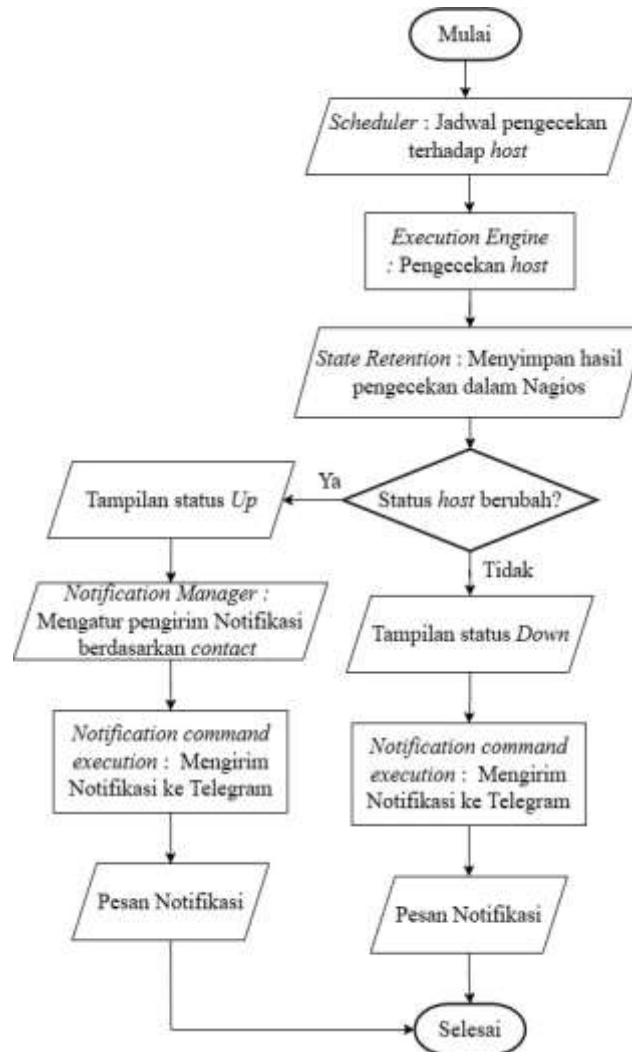 Mulai
Scheduler : Jadwal pengecekan
terhadap host
Execution Engine
: Pengecekan host
State Retention : Menyimpan hasil
pengecekan dalam Nagios
Status host berubah?
Ya
Tampilan status Up
Notification Manager :
Mengatur pengirim Notifikasi
berdasarkan contact
Notification command
execution : Mengirim
Notifikasi ke Telegram
Pesan Notifikasi
Tidak
Tampilan status Down
Notification command
execution : Mengirim
Notifikasi ke Telegram
Pesan Notifikasi
Selesai